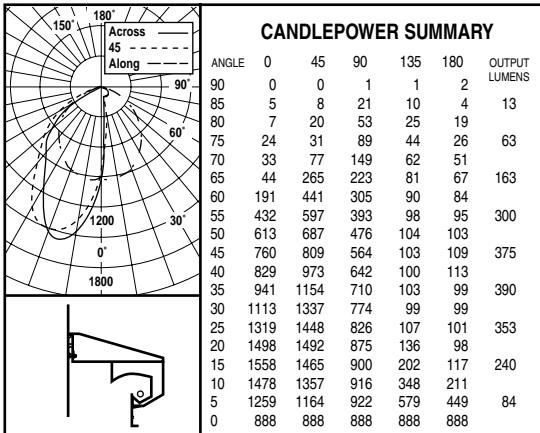 180˚
150˚
Across
45
Along
90˚
60˚
1200
30˚
0˚
1800
CANDLEPOWER SUMMARY
ANGLE 0 45 90 135 180 OUTPUT
LUMENS
90 0 0 1 1 2
85 5 8 21 10 4 13
80 7 20 53 25 19
75 24 31 89 44 26 63
70 33 77 149 62 51
65 44 265 223 81 67 163
60 191 441 305 90 84
55 432 597 393 98 95 300
50 613 687 476 104 103
45 760 809 564 103 109 375
40 829 973 642 100 113
35 941 1154 710 103 99 390
30 1113 1337 774 99 99
25 1319 1448 826 107 101 353
20 1498 1492 875 136 98
15 1558 1465 900 202 117 240
10 1478 1357 916 348 211
5 1259 1164 922 579 449 84
0 888 888 888 888 888